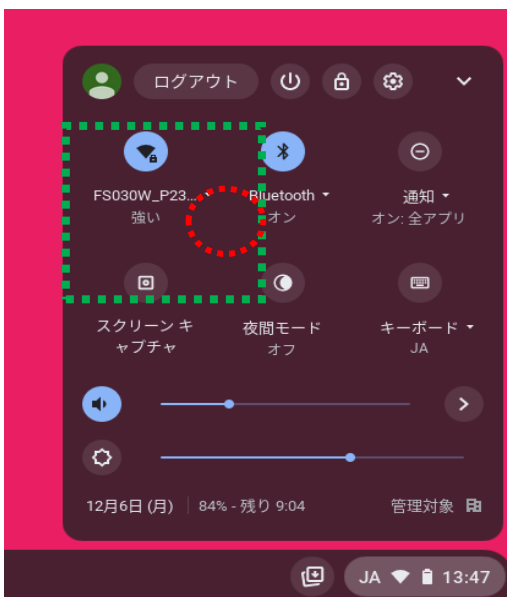 ログアウト
FS030W_P23...
Bluetooth
通知
強い
オン
オン: 全アプリ
スクリーン キ
ャプチャ
夜間モード
オフ
キーボード
JA
12月6日 (月)
84% - 残り 9:04
管理対象
JA
13:47